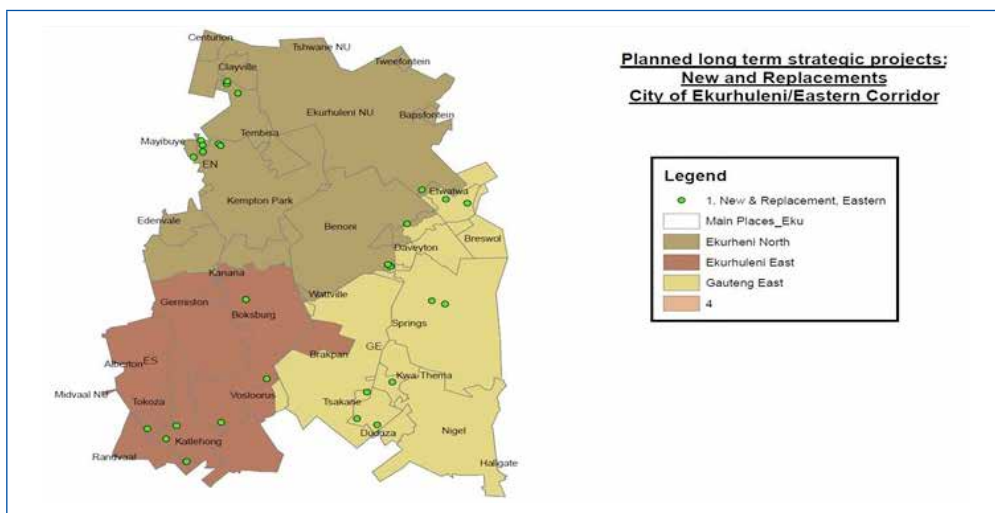 Planned long term strategic projects:
New and Replacements
City of Ekurhuleni/Eastern Corridor
Legend
1. New & Replacement, Eastern
Main Places_Eku
Ekurheni North
Ekurhuleni East
Gauteng East
4
Centurion
Tshwane NU
Clayville
Tweefontein
Ekurhuleni NU
Bapsfontein
Tembisa
Mayibuye
EN
Etwatwa
Kempton Park
Edenvale
Benoni
Breswol
Daveyton
Kanana
Wattville
Germiston
Boksburg
Springs
Brakpan
GE
Alberton
ES
Kwa-Thema
Midvaal NU
Vosloorus
Tokoza
Tsakane
Duduza
Nigel
Katlehong
Randvaal
Hallgate